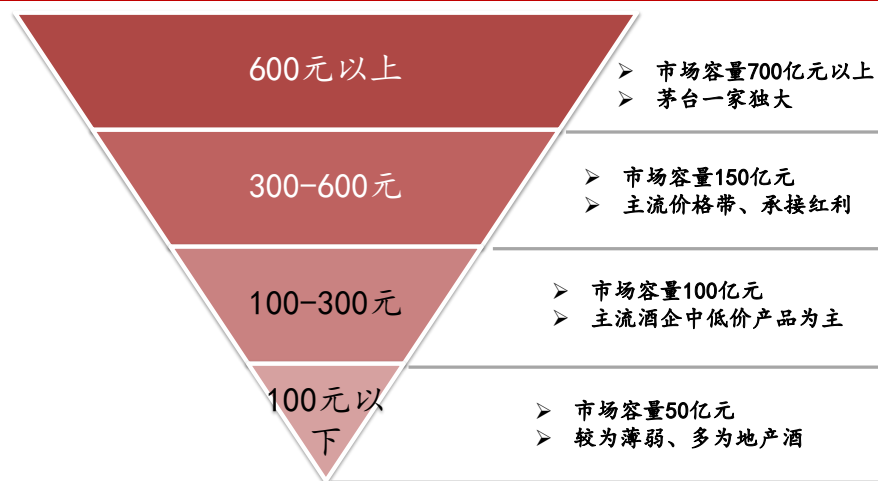 600元以上
➢ 市场容量700亿元以上
➢ 茅台一家独大
300-600元
➢ 市场容量150亿元
➢ 主流价格带、承接红利
100-300元
➢ 市场容量100亿元
➢ 主流酒企中低价产品为主
100元以
下
➢ 市场容量50亿元
➢ 较为薄弱、多为地产酒